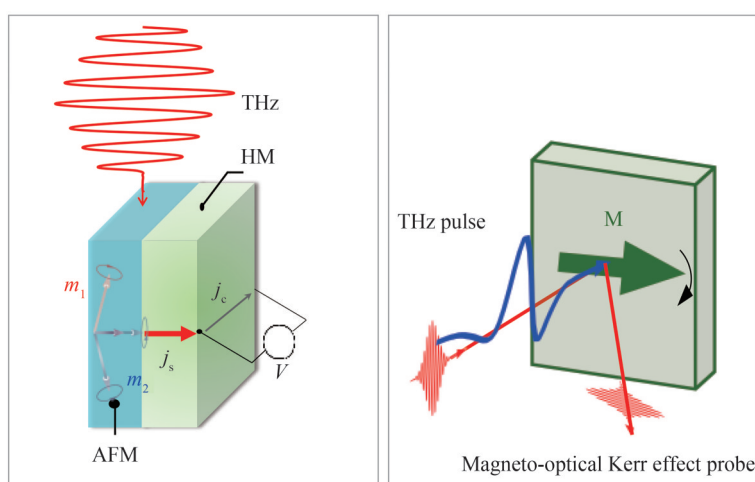 THz
HM
m1
jc
js
m2
V
AFM
THz pulse
M
Magneto-optical Kerr effect probe